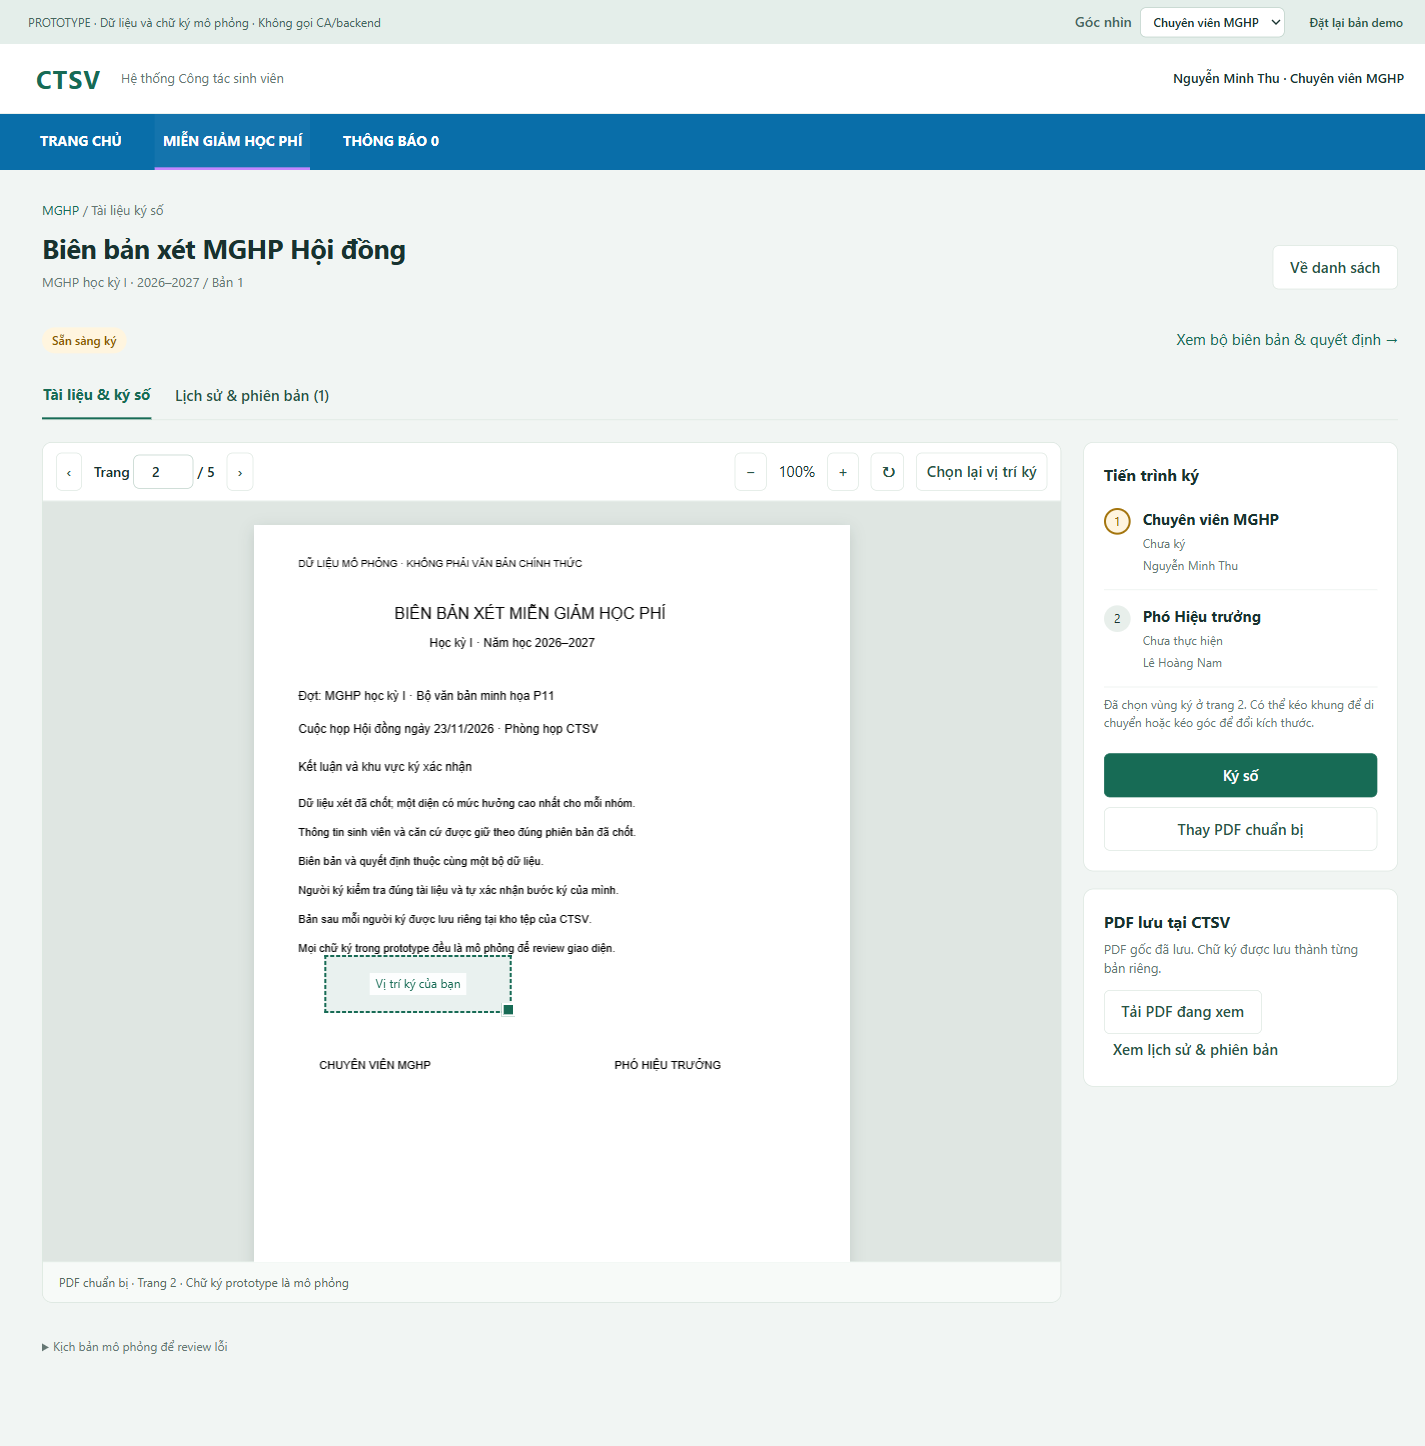 PROTOTYPE · Dữ liệu và chữ ký mô phỏng · Không gọi CA/backend
Góc nhìn
Chuyên viên MGHP
Đặt lại bản demo
CTSV
Hệ thống Công tác sinh viên
Nguyễn Minh Thu · Chuyên viên MGHP
TRANG CHỦ
MIỄN GIẢM HỌC PHÍ
THÔNG BÁO 0
MGHP / Tài liệu ký số
Biên bản xét MGHP Hội đồng
MGHP học kỳ I · 2026–2027 / Bản 1
Về danh sách
Sẵn sàng ký
Xem bộ biên bản & quyết định →
Tài liệu & ký số
Lịch sử & phiên bản (1)
‹ Trang 2 / 5 ›
− 100% + ↻ Chọn lại vị trí ký
DỮ LIỆU MÔ PHỎNG · KHÔNG PHẢI VĂN BẢN CHÍNH THỨC
BIÊN BẢN XÉT MIỄN GIẢM HỌC PHÍ
Học kỳ I · Năm học 2026–2027
Đợt: MGHP học kỳ I · Bộ văn bản minh họa P11
Cuộc họp Hội đồng ngày 23/11/2026 · Phòng họp CTSV
Kết luận và khu vực ký xác nhận
Dữ liệu xét đã chốt; một diện có mức hưởng cao nhất cho mỗi nhóm.
Thông tin sinh viên và căn cứ được giữ theo đúng phiên bản đã chốt.
Biên bản và quyết định thuộc cùng một bộ dữ liệu.
Người ký kiểm tra đúng tài liệu và tự xác nhận bước ký của mình.
Bản sau mỗi người ký được lưu riêng tại kho tệp của CTSV.
Mọi chữ ký trong prototype đều là mô phỏng để review giao diện.
Vị trí ký của bạn
CHUYÊN VIÊN MGHP
PHÓ HIỆU TRƯỞNG
PDF chuẩn bị · Trang 2 · Chữ ký prototype là mô phỏng
Tiến trình ký
1 Chuyên viên MGHP
Chưa ký
Nguyễn Minh Thu
2 Phó Hiệu trưởng
Chưa thực hiện
Lê Hoàng Nam
Đã chọn vùng ký ở trang 2. Có thể kéo khung để di
chuyển hoặc kéo góc để đổi kích thước.
Ký số
Thay PDF chuẩn bị
PDF lưu tại CTSV
PDF gốc đã lưu. Chữ ký được lưu thành từng
bản riêng.
Tải PDF đang xem
Xem lịch sử & phiên bản
▶ Kịch bản mô phỏng để review lỗi